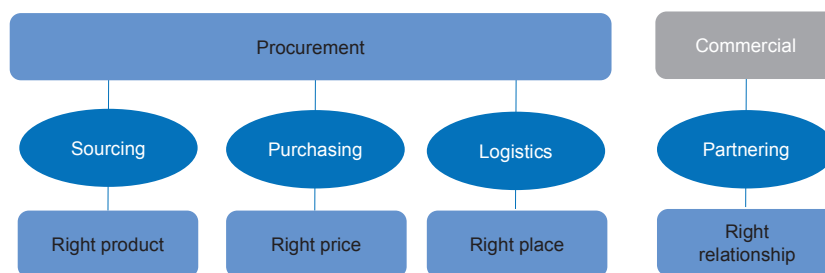 Procurement
Commercial
Sourcing
Purchasing
Logistics
Partnering
Right product
Right price
Right place
Right
relationship